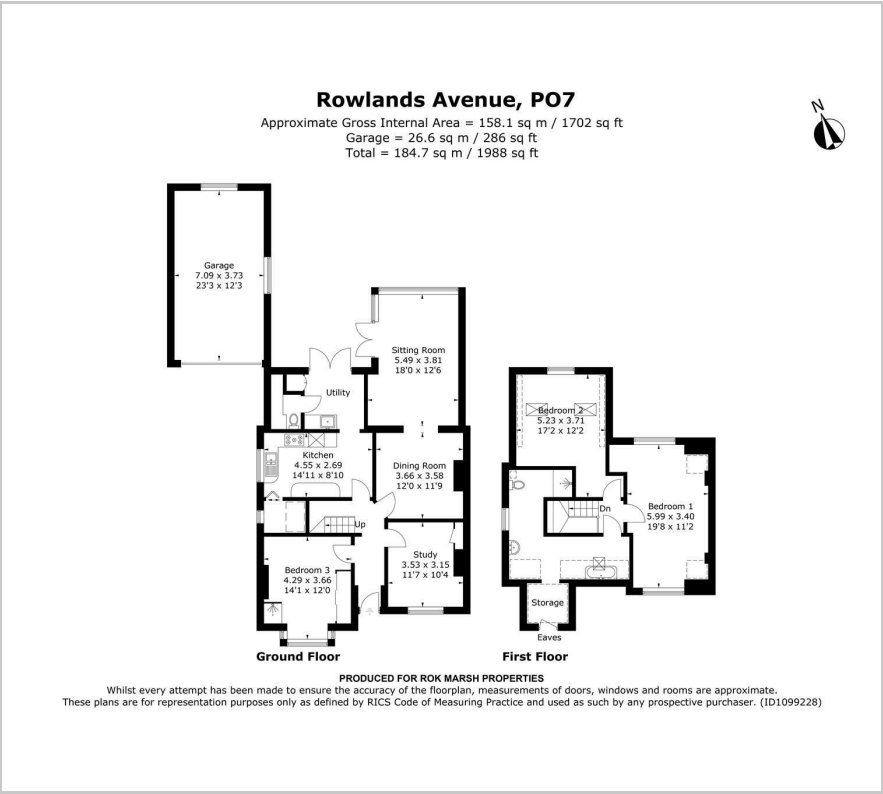 Rowlands Avenue, PO7
Approximate Gross Internal Area = 158.1 sq m / 1702 sq ft
Garage = 26.6 sq m / 286 sq ft
Total = 184.7 sq m / 1988 sq ft
N
Garage
7.09 x 3.73
23'3 x 12'3
Sitting Room
5.49 x 3.81
18'0 x 12'6
Utility
Kitchen
4.55 x 2.69
14'11 x 8'10
Dining Room
3.66 x 3.58
12'0 x 11'9
Up
Study
3.53 x 3.15
11'7 x 10'4
Bedroom 3
4.29 x 3.66
14'1 x 12'0
Ground Floor
Bedroom 2
5.23 x 3.71
17'2 x 12'2
Bedroom 1
5.99 x 3.40
19'8 x 11'2
Dn
Storage
Eaves
First Floor
PRODUCED FOR ROK MARSH PROPERTIES
Whilst every attempt has been made to ensure the accuracy of the floorplan, measurements of doors, windows and rooms are approximate.
These plans are for representation purposes only as defined by RICS Code of Measuring Practice and used as such by any prospective purchaser. (ID1099228)